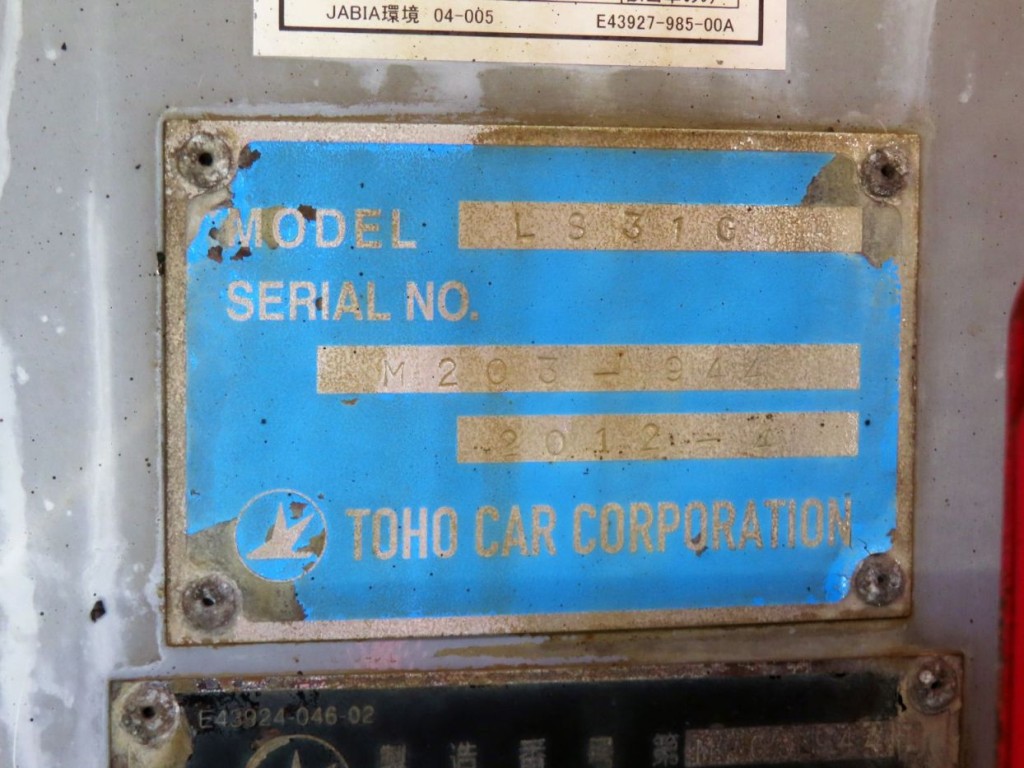 JABIA環境 04-005 E43927-985-00A
MODEL LS31G
SERIAL NO.
M203-944
2012-4
TOHO CAR CORPORATION
E43924-046-02
製造番号 第